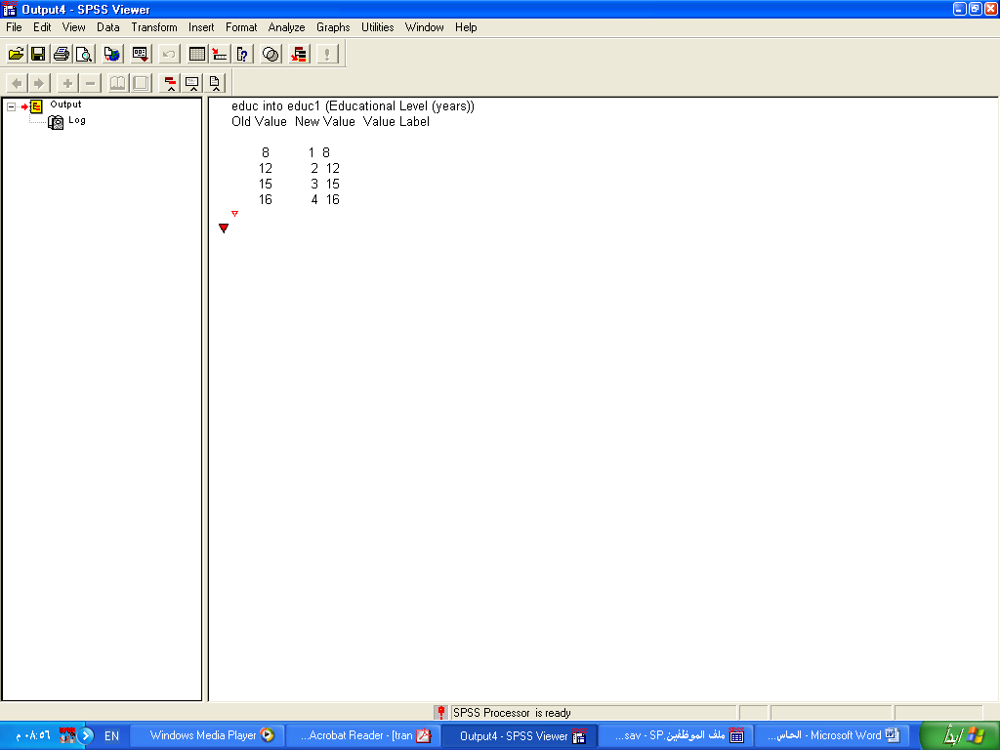 Output4 - SPSS Viewer
File Edit View Data Transform Insert Format Analyze Graphs Utilities Window Help
Output
Log
educ into educ1 (Educational Level (years))
Old Value New Value Value Label
8 1 8
12 2 12
15 3 15
16 4 16
SPSS Processor is ready
٠٨:٥٦ م
EN
Windows Media Player
...Acrobat Reader - [tran
Output4 - SPSS Viewer
...sav - SP.ملف الموظفين
...الحاس - Microsoft Word
ابدأ